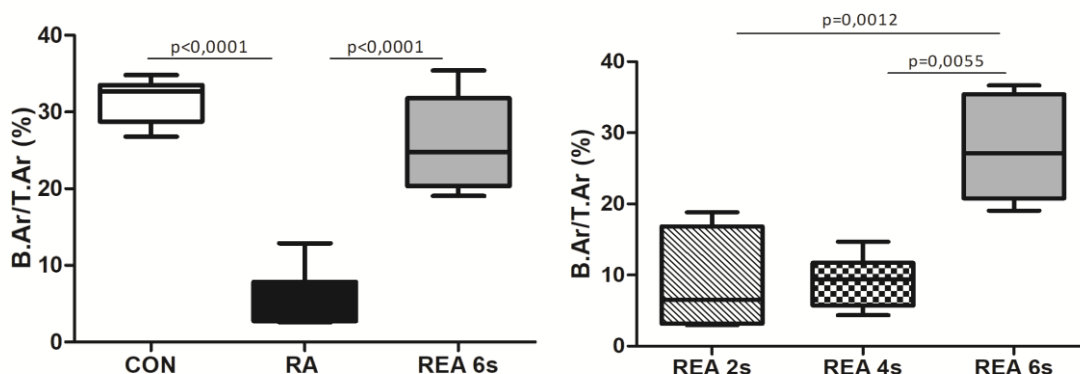 B.Ar/T.Ar (%)
40
30
20
10
0
p<0,0001
p<0,0001
CON
RA
REA 6s
B.Ar/T.Ar (%)
40
30
20
10
0
p=0,0012
p=0,0055
REA 2s
REA 4s
REA 6s